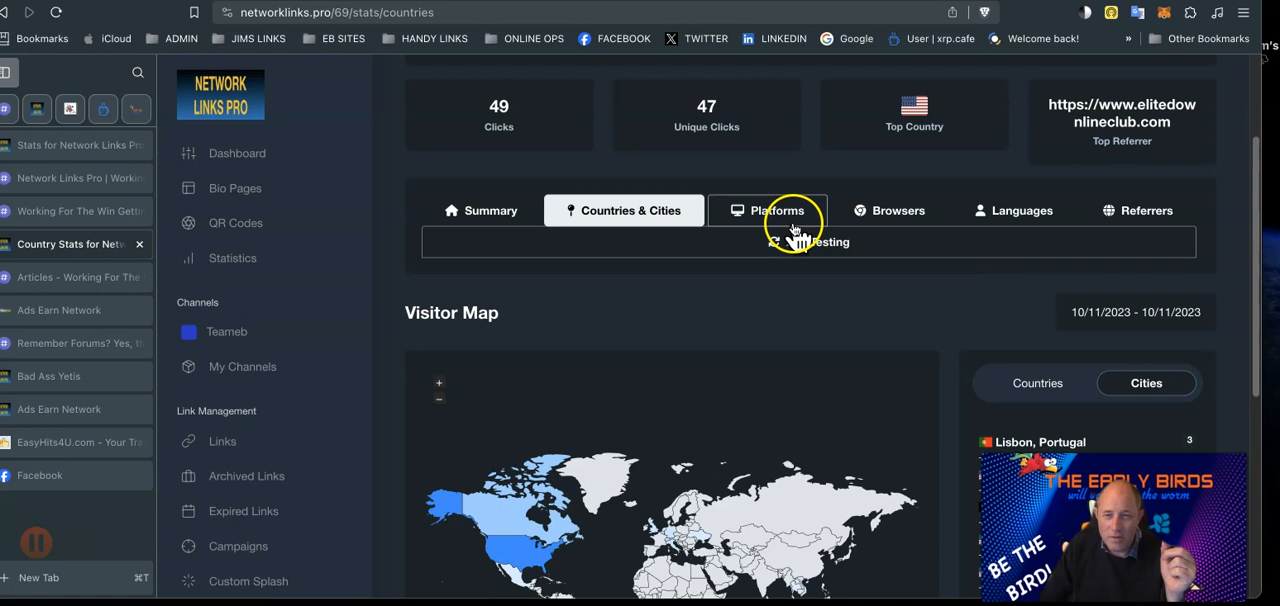 networklinks.pro/69/stats/countries
Bookmarks iCloud ADMIN JIMS LINKS EB SITES HANDY LINKS ONLINE OPS FACEBOOK TWITTER LINKEDIN Google User | xrp.cafe Welcome back! » Other Bookmarks
Stats for Network Links Pro
Network Links Pro | Workin
Working For The Win Gett
Country Stats for Netw
Articles - Working For The
Ads Earn Network
Remember Forums? Yes, th
Bad Ass Yetis
Ads Earn Network
EasyHits4U.com - Your Tra
Facebook
New Tab ⌘T
NETWORK
LINKS PRO
Dashboard
Bio Pages
QR Codes
Statistics
Channels
Teameb
My Channels
Link Management
Links
Archived Links
Expired Links
Campaigns
Custom Splash
49
Clicks
47
Unique Clicks
Top Country
https://www.elitedow
nlineclub.com
Top Referrer
Summary Countries & Cities Platforms Browsers Languages Referrers
Testing
Visitor Map
10/11/2023 - 10/11/2023
+
−
Countries Cities
Lisbon, Portugal 3
THE EARLY BIRDS
will the worm
BE THE
BIRD!